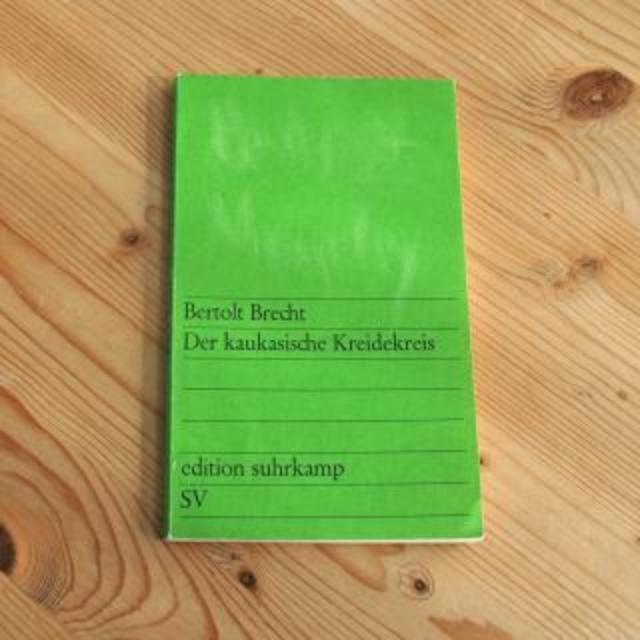 Bertolt Brecht
Der kaukasische Kreidekreis
edition suhrkamp
SV